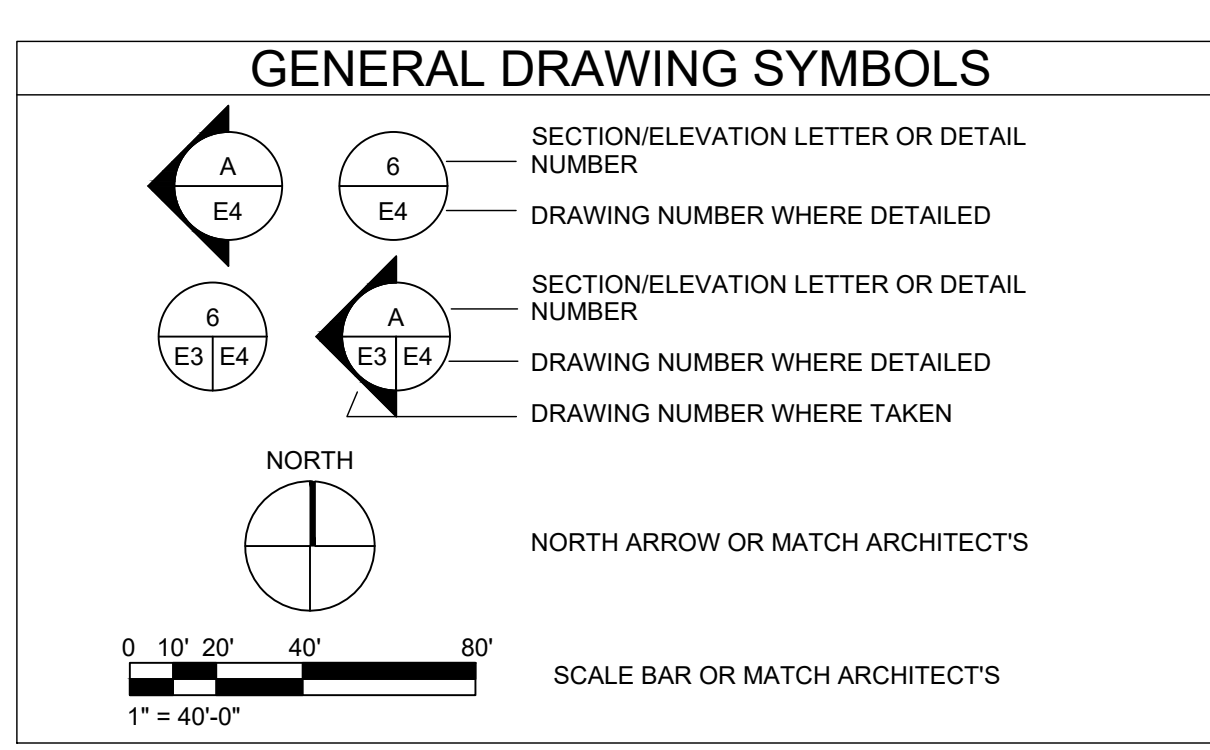 GENERAL DRAWING SYMBOLS
A
E4
6
E4
SECTION/ELEVATION LETTER OR DETAIL
NUMBER
DRAWING NUMBER WHERE DETAILED
6
E3 E4
A
E3 E4
SECTION/ELEVATION LETTER OR DETAIL
NUMBER
DRAWING NUMBER WHERE DETAILED
DRAWING NUMBER WHERE TAKEN
NORTH
NORTH ARROW OR MATCH ARCHITECT'S
0 10' 20' 40' 80'
SCALE BAR OR MATCH ARCHITECT'S
1" = 40'-0"